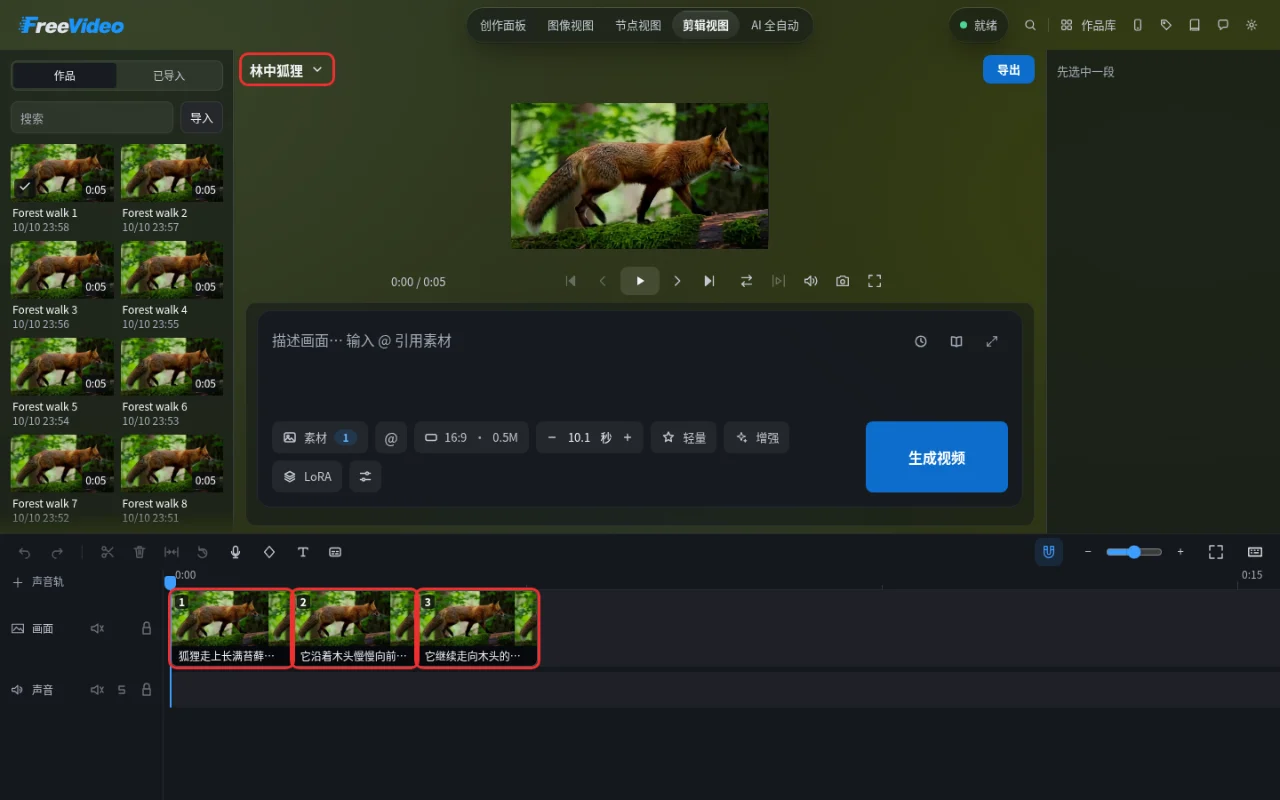 FreeVideo
创作面板
图像视图
节点视图
剪辑视图
AI 全自动
就绪
作品库
作品
已导入
搜索
导入
0:05
Forest walk 1
10/10 23:58
0:05
Forest walk 2
10/10 23:57
0:05
Forest walk 3
10/10 23:56
0:05
Forest walk 4
10/10 23:55
0:05
Forest walk 5
10/10 23:54
0:05
Forest walk 6
10/10 23:53
0:05
Forest walk 7
10/10 23:52
0:05
Forest walk 8
10/10 23:51
林中狐狸
导出
先选中一段
0:00 / 0:05
描述画面… 输入 @ 引用素材
素材 1
@
16:9 · 0.5M
− 10.1 秒 +
轻量
增强
LoRA
生成视频
− +
声音轨
0:00
0:15
画面
1
狐狸走上长满苔藓…
2
它沿着木头慢慢向前…
3
它继续走向木头的…
声音
S